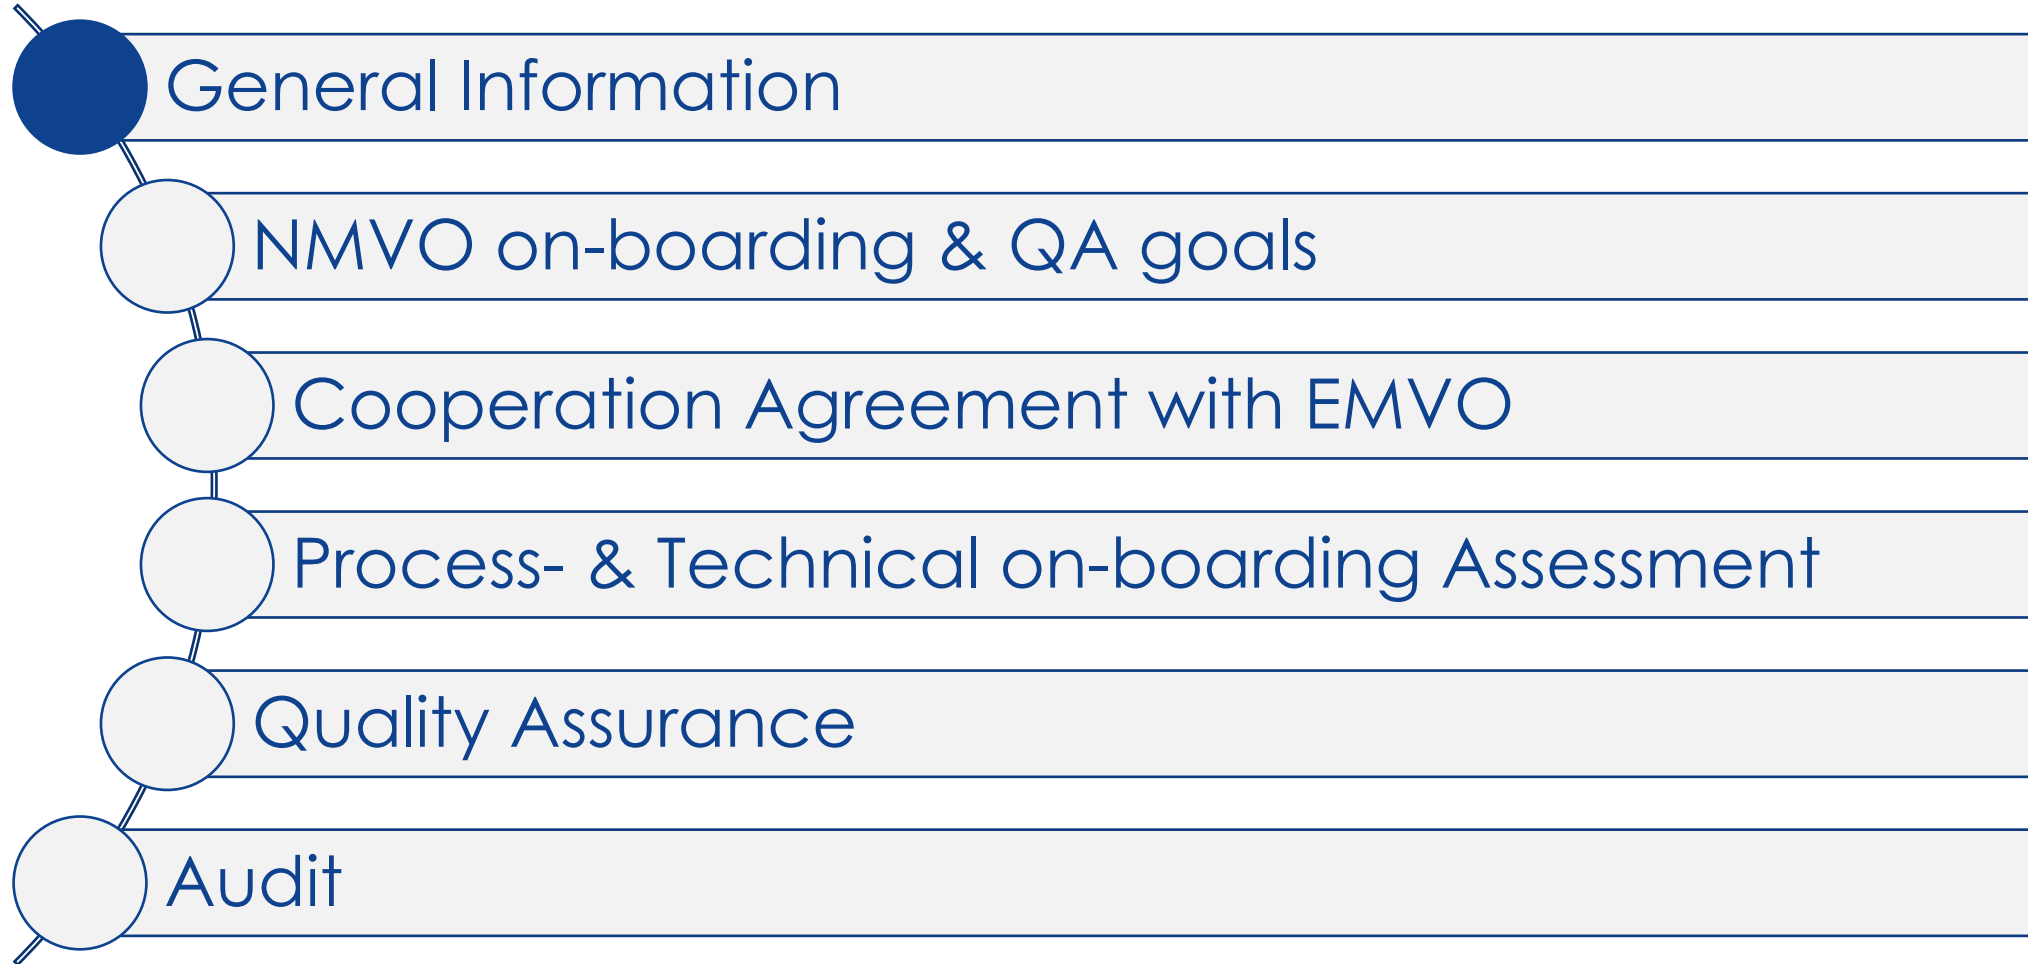 General Information
NMVO on-boarding & QA goals
Cooperation Agreement with EMVO
Process- & Technical on-boarding Assessment
Quality Assurance
Audit